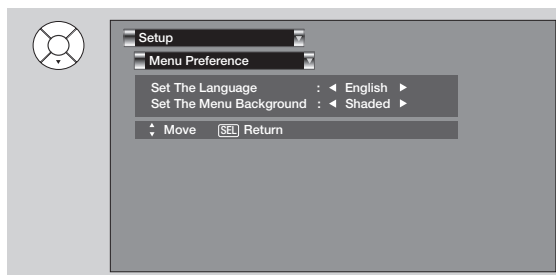 Setup
Menu Preference
Set The Language : ◀ English ▶
Set The Menu Background : ◀ Shaded ▶
Move SEL Return